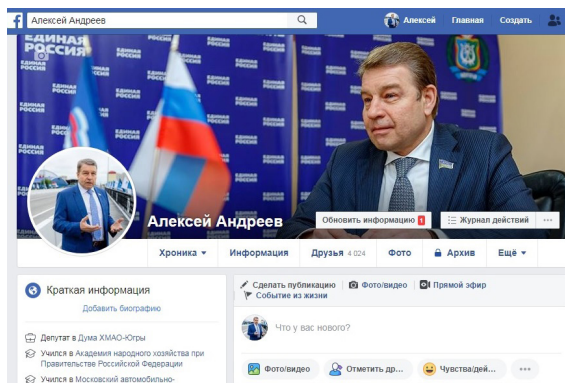 Алексей Андреев
Алексей
Главная
Создать
ЕДИНАЯ РОССИЯ
Алексей Андреев
Обновить информацию 1
Журнал действий
Хроника
Информация
Друзья 4 024
Фото
Архив
Ещё
Краткая информация
Добавить биографию
Депутат в Дума ХМАО-Югры
Учился в Академия народного хозяйства при
Правительстве Российской Федерации
Учился в Московский автомобильно-
Сделать публикацию
Фото/видео
Прямой эфир
Событие из жизни
Что у вас нового?
Фото/видео
Отметить др...
Чувства/дей...